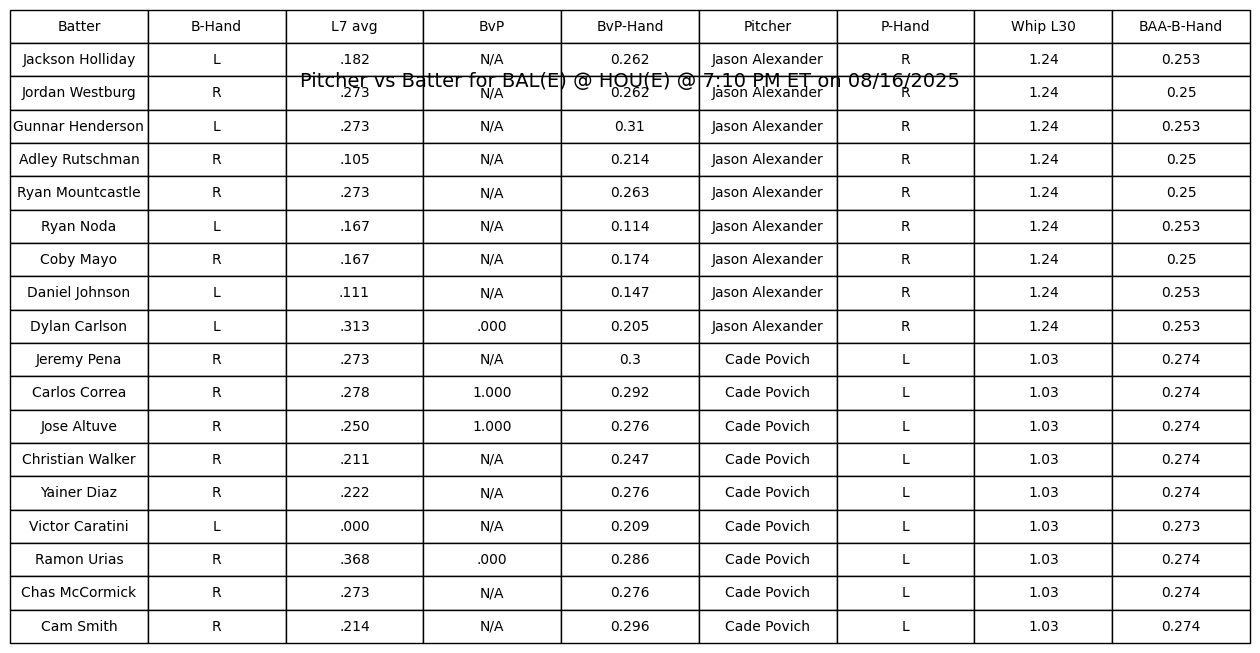 Batter B-Hand L7 avg BvP BvP-Hand Pitcher P-Hand Whip L30 BAA-B-Hand
Jackson Holliday L .182 N/A 0.262 Jason Alexander R 1.24 0.253
Pitcher vs Batter for BAL(E) @ HOU(E) @ 7:10 PM ET on 08/16/2025
Jordan Westburg R .273 N/A 0.262 Jason Alexander R 1.24 0.25
Gunnar Henderson L .273 N/A 0.31 Jason Alexander R 1.24 0.253
Adley Rutschman R .105 N/A 0.214 Jason Alexander R 1.24 0.25
Ryan Mountcastle R .273 N/A 0.263 Jason Alexander R 1.24 0.25
Ryan Noda L .167 N/A 0.114 Jason Alexander R 1.24 0.253
Coby Mayo R .167 N/A 0.174 Jason Alexander R 1.24 0.25
Daniel Johnson L .111 N/A 0.147 Jason Alexander R 1.24 0.253
Dylan Carlson L .313 .000 0.205 Jason Alexander R 1.24 0.253
Jeremy Pena R .273 N/A 0.3 Cade Povich L 1.03 0.274
Carlos Correa R .278 1.000 0.292 Cade Povich L 1.03 0.274
Jose Altuve R .250 1.000 0.276 Cade Povich L 1.03 0.274
Christian Walker R .211 N/A 0.247 Cade Povich L 1.03 0.274
Yainer Diaz R .222 N/A 0.276 Cade Povich L 1.03 0.274
Victor Caratini L .000 N/A 0.209 Cade Povich L 1.03 0.273
Ramon Urias R .368 .000 0.286 Cade Povich L 1.03 0.274
Chas McCormick R .273 N/A 0.276 Cade Povich L 1.03 0.274
Cam Smith R .214 N/A 0.296 Cade Povich L 1.03 0.274